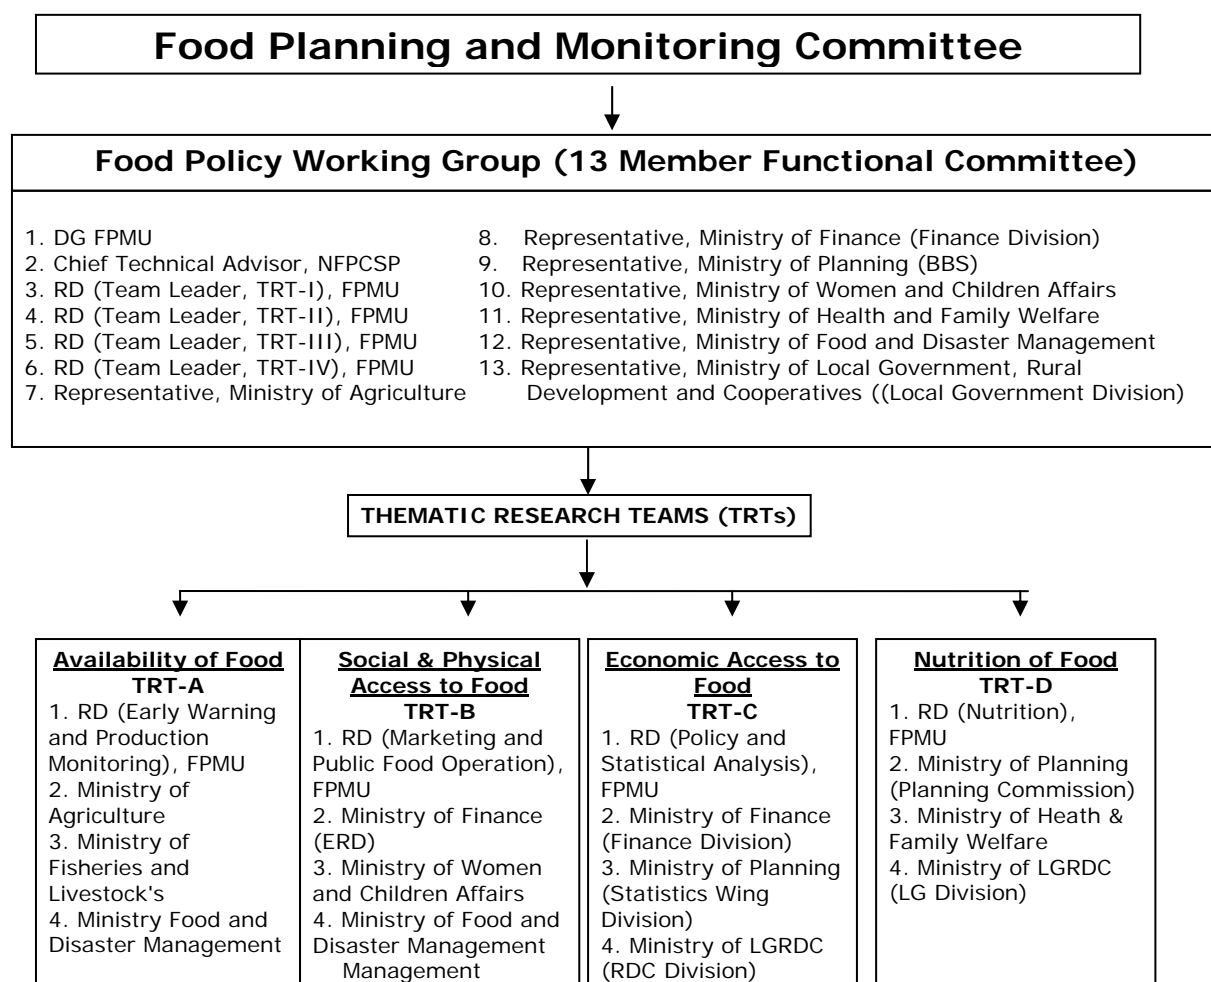 Food Planning and Monitoring Committee
Food Policy Working Group (13 Member Functional Committee)
1. DG FPMU
2. Chief Technical Advisor, NFPCSP
3. RD (Team Leader, TRT-I), FPMU
4. RD (Team Leader, TRT-II), FPMU
5. RD (Team Leader, TRT-III), FPMU
6. RD (Team Leader, TRT-IV), FPMU
7. Representative, Ministry of Agriculture
8. Representative, Ministry of Finance (Finance Division)
9. Representative, Ministry of Planning (BBS)
10. Representative, Ministry of Women and Children Affairs
11. Representative, Ministry of Health and Family Welfare
12. Representative, Ministry of Food and Disaster Management
13. Representative, Ministry of Local Government, Rural
Development and Cooperatives ((Local Government Division)
THEMATIC RESEARCH TEAMS (TRTs)
Availability of Food
TRT-A
1. RD (Early Warning
and Production
Monitoring), FPMU
2. Ministry of
Agriculture
3. Ministry of
Fisheries and
Livestock's
4. Ministry Food and
Disaster Management
Social & Physical
Access to Food
TRT-B
1. RD (Marketing and
Public Food Operation),
FPMU
2. Ministry of Finance
(ERD)
3. Ministry of Women
and Children Affairs
4. Ministry of Food and
Disaster Management
Management
Economic Access to
Food
TRT-C
1. RD (Policy and
Statistical Analysis),
FPMU
2. Ministry of Finance
(Finance Division)
3. Ministry of Planning
(Statistics Wing
Division)
4. Ministry of LGRDC
(RDC Division)
Nutrition of Food
TRT-D
1. RD (Nutrition),
FPMU
2. Ministry of Planning
(Planning Commission)
3. Ministry of Heath &
Family Welfare
4. Ministry of LGRDC
(LG Division)